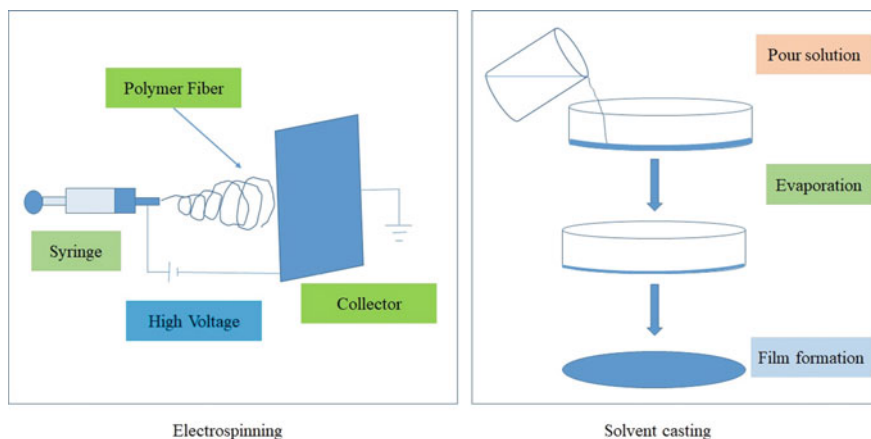 Polymer Fiber
Syringe
High Voltage
Collector
Electrospinning
Pour solution
Evaporation
Film formation
Solvent casting